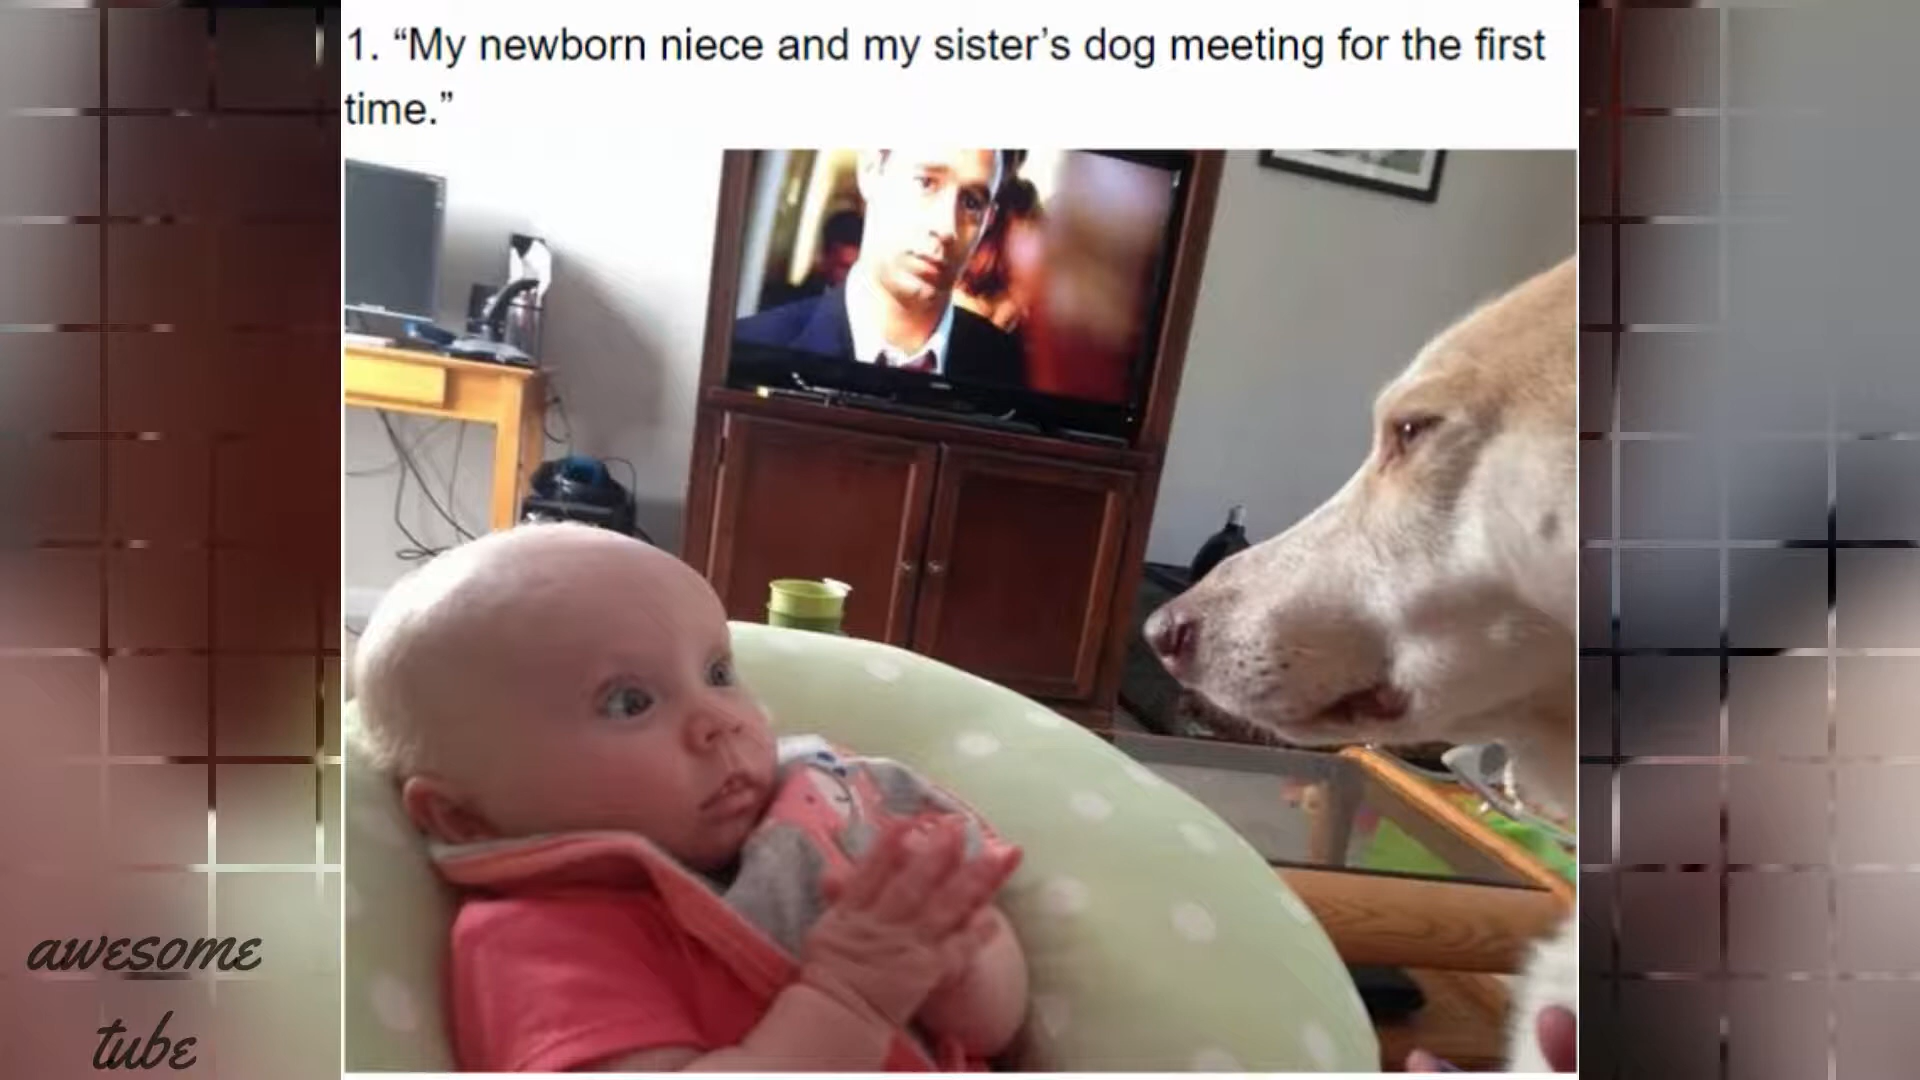 1. “My newborn niece and my sister’s dog meeting for the first
time.”
awesome
tube